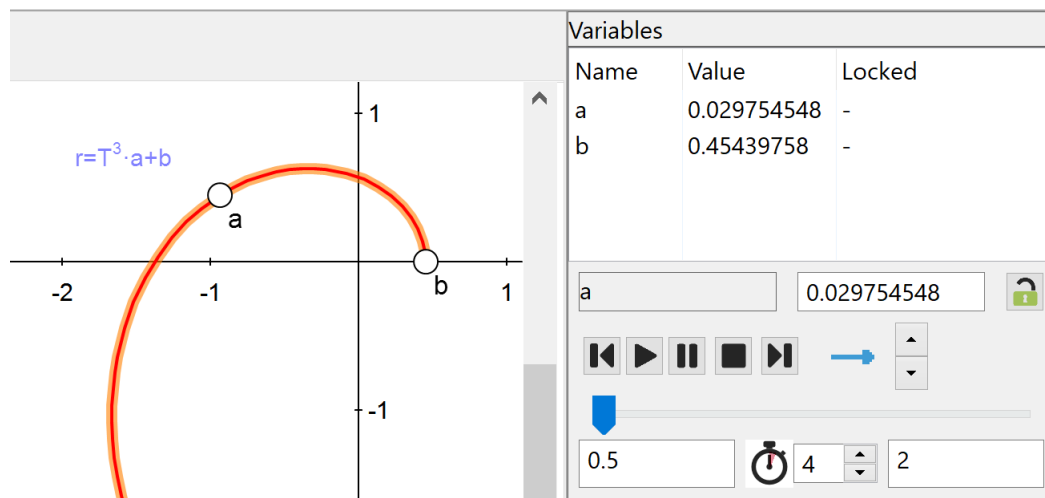 Variables
Name Value Locked
a 0.029754548 -
b 0.45439758 -
1
r=T³·a+b
a
b
-2 -1 1
-1
a 0.029754548
0.5 4 2